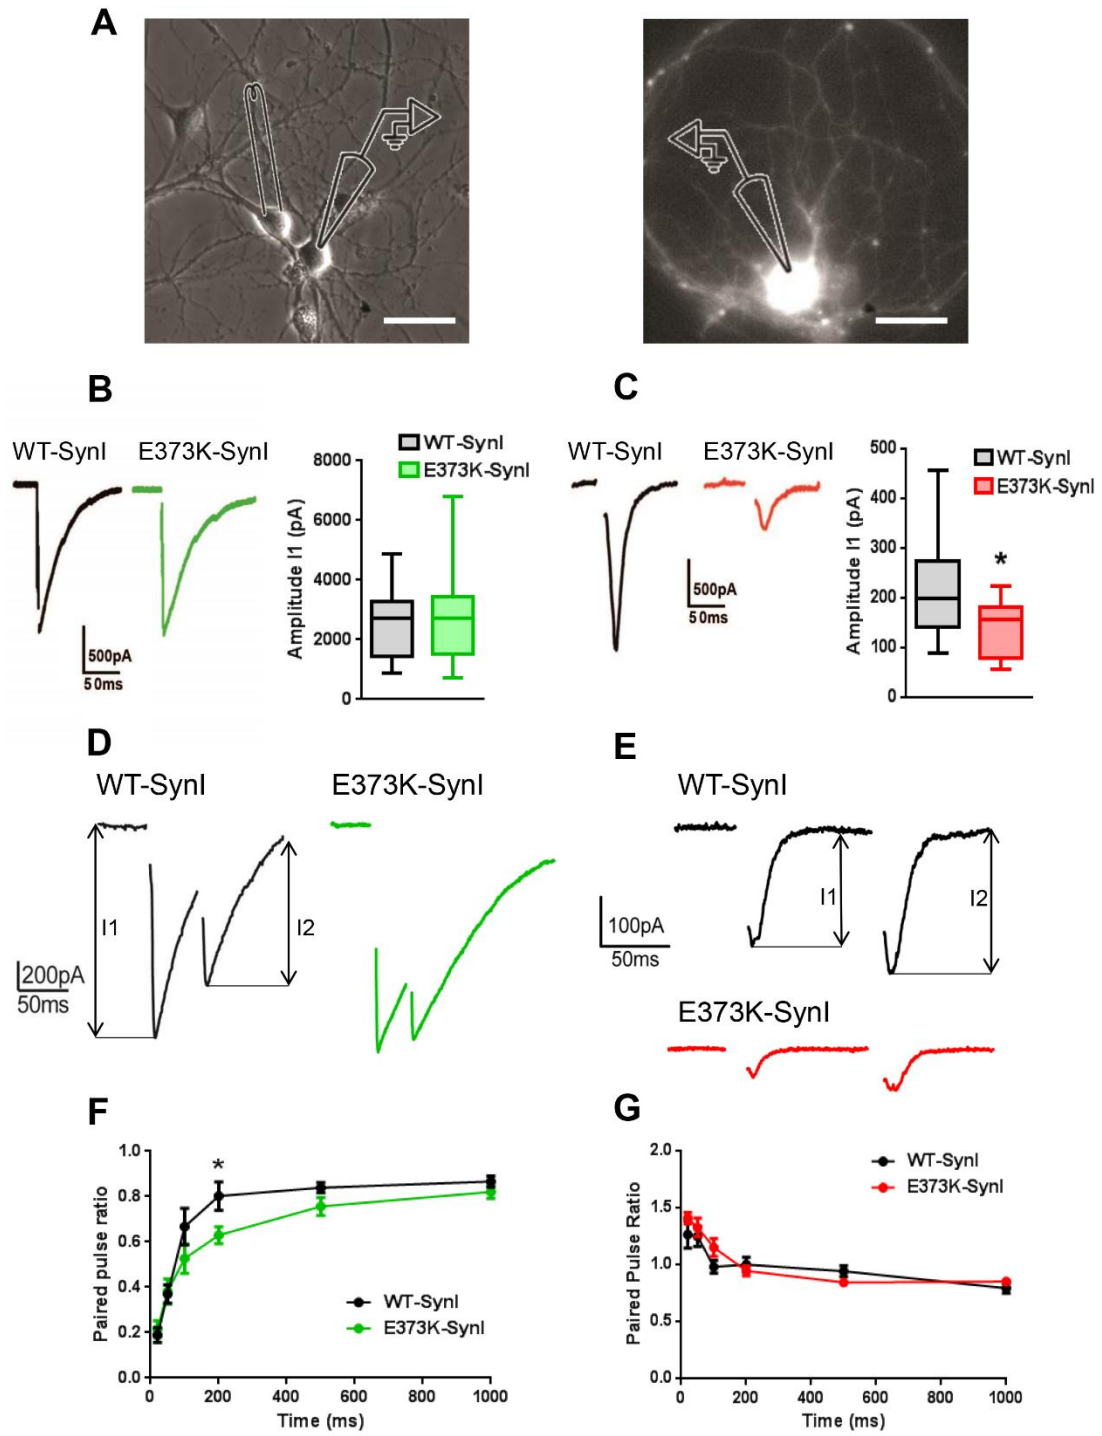 A
B
WT-SynI
E373K-SynI
500pA
50ms
WT-SynI
E373K-SynI
8000
6000
4000
2000
0
Amplitude I1 (pA)
C
WT-SynI
E373K-SynI
500pA
50ms
WT-SynI
E373K-SynI
500
400
300
200
100
0
Amplitude I1 (pA)
*
D
WT-SynI
E373K-SynI
I1
I2
200pA
50ms
E
WT-SynI
I1
I2
100pA
50ms
E373K-SynI
F
1.0
0.8
0.6
0.4
0.2
0.0
Paired pulse ratio
*
WT-SynI
E373K-SynI
0 200 400 600 800 1000
Time (ms)
G
2.0
1.5
1.0
0.5
0.0
Paired Pulse Ratio
WT-SynI
E373K-SynI
0 200 400 600 800 1000
Time (ms)